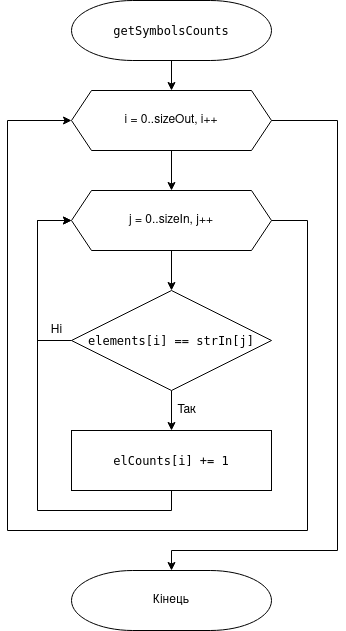 getSymbolsCounts
i = 0..sizeOut, i++
j = 0..sizeIn, j++
elements[i] == strIn[j]
Ні
Так
elCounts[i] += 1
Кінець